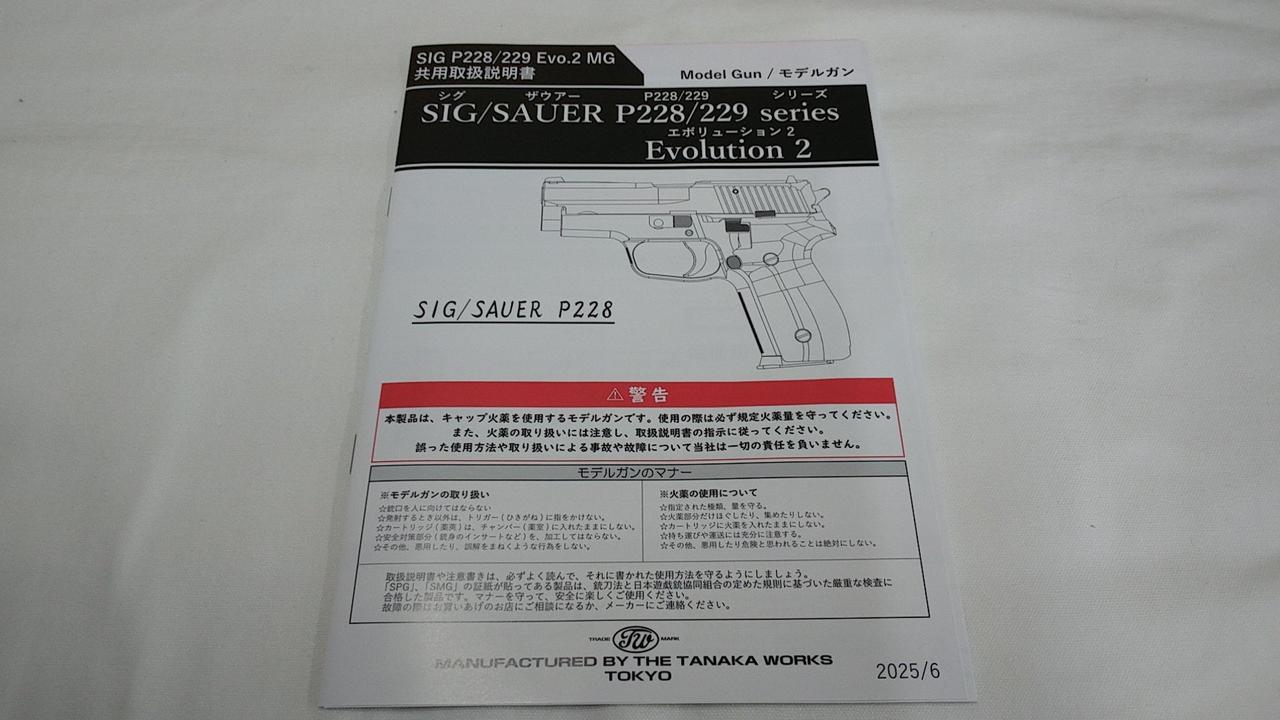 SIG P228/229 Evo.2 MG
共用取扱説明書
Model Gun / モデルガン
シグ ザウアー P228/229 シリーズ
SIG/SAUER P228/229 series
エボリューション 2
Evolution 2
SIG/SAUER P228
⚠警告
本製品は、キャップ火薬を使用するモデルガンです。使用の際は必ず規定火薬量を守ってください。
また、火薬の取り扱いには注意し、取扱説明書の指示に従ってください。
誤った使用方法や取り扱いによる事故や故障について当社は一切の責任を負いません。
モデルガンのマナー
※モデルガンの取り扱い
☆銃口を人に向けてはならない
☆発射するとき以外は、トリガー(ひきがね)に指をかけない。
☆カートリッジ(薬莢)は、チャンバー(薬室)に入れたままにしない。
☆安全対策部分(銃身のインサートなど)を、加工してはならない。
☆その他、悪用したり、誤解をまねくような行為をしない。
※火薬の使用について
☆指定された種類、量を守る。
☆火薬部分だけほぐしたり、集めたりしない。
☆カートリッジに火薬を入れたままにしない。
☆持ち運びや運送には充分に注意する。
☆その他、悪用したり危険と思われることは絶対にしない。
取扱説明書や注意書きは、必ずよく読んで、それに書かれた使用方法を守るようにしましょう。
「SPG」、「SMG」の証紙が貼ってある製品は、銃刀法と日本遊戯銃協同組合の定めた規則に基づいた厳重な検査に
合格した製品です。マナーを守って、安全に楽しくご使用ください。
故障の際はお買いあげのお店にご相談になるか、メーカーにご連絡ください。
TRADE TW MARK
MANUFACTURED BY THE TANAKA WORKS
TOKYO
2025/6